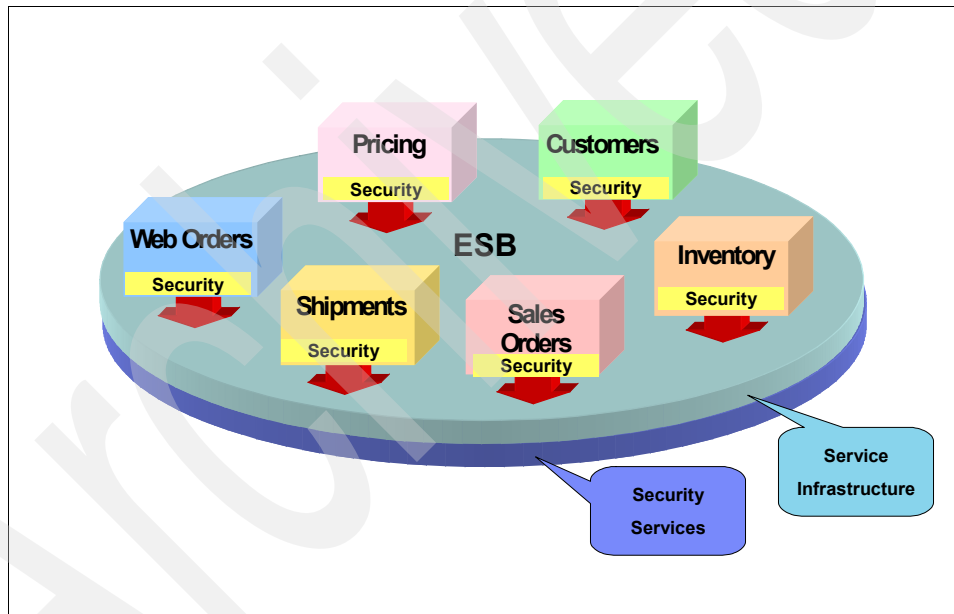 Pricing
Security
Customers
Security
Web Orders
Security
ESB
Inventory
Security
Shipments
Security
Sales
Orders
Security
Service
Infrastructure
Security
Services